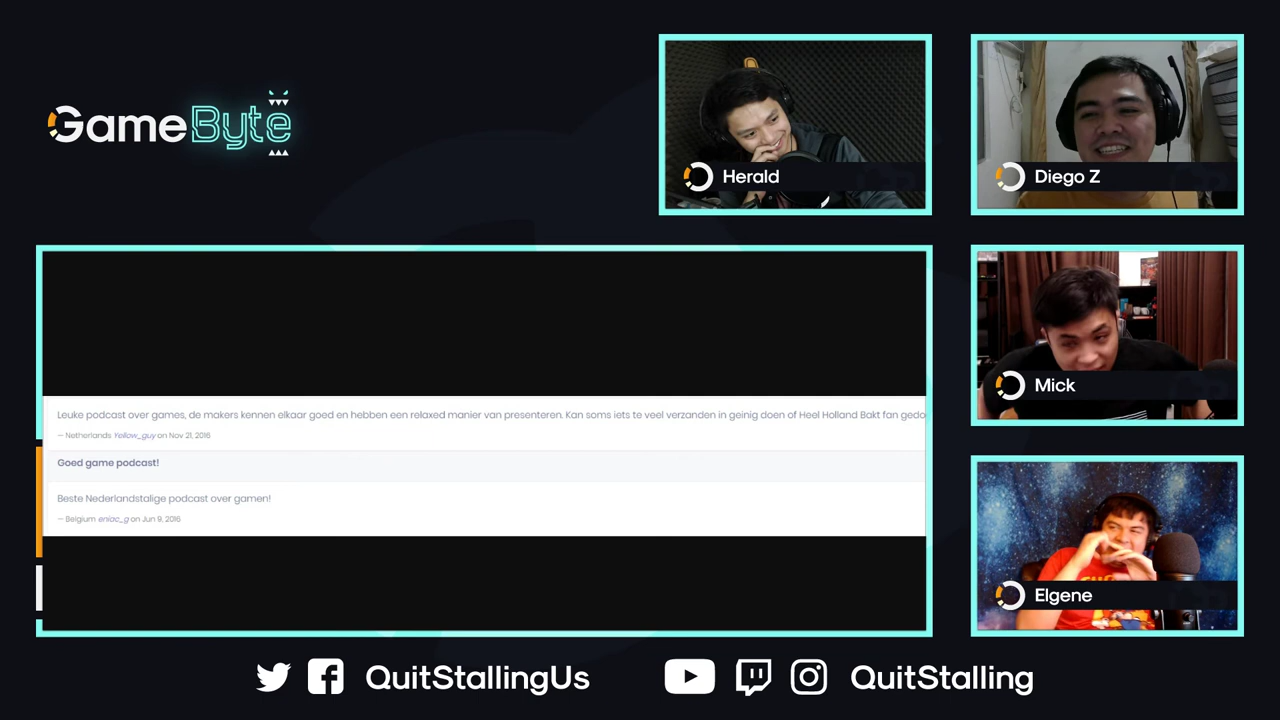 GameByte
Herald
Diego Z
Leuke podcast over games, de makers kennen elkaar goed en hebben een relaxed manier van presenteren. Kan soms iets te veel verzanden in geinig doen of Heel Holland Bakt fan gedo
— Netherlands Yellow_guy on Nov 21, 2016
Goed game podcast!
Beste Nederlandstalige podcast over gamen!
— Belgium eniac_g on Jun 9, 2016
Mick
Elgene
QuitStallingUs
QuitStalling